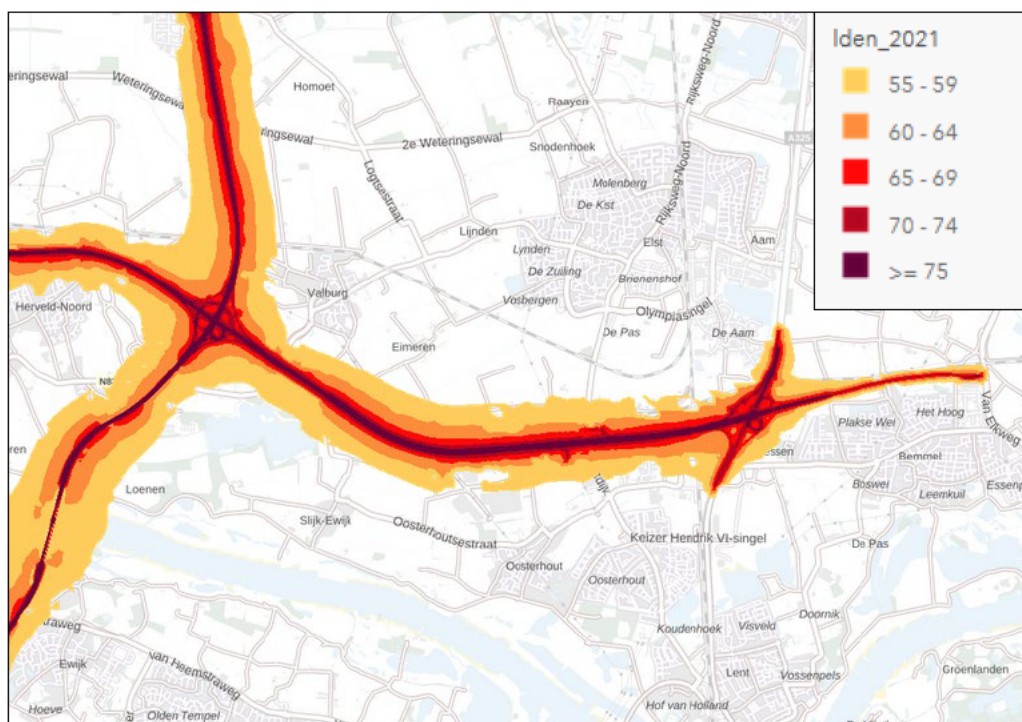 lden_2021
55 - 59
60 - 64
65 - 69
70 - 74
>= 75
Weteringsewal
Homoet
2e Weteringsewal
Raayen
Snodenhoek
Rijksweg-Noord
A325
Logtsestraat
Molenberg
De Kist
Rijksweg-Noord
Lijnden
Lynden
Elst
Aam
De Zuiling
Brienenshof
Vosbergen
Valburg
Herveld-Noord
Olympiasingel
De Pas
De Aam
Eimeren
Van Elkweg
Het Hoog
Plakse Wei
Bemmel
Boswei
Essenp
Leemkuil
Loenen
Slijk-Ewijk
Oosterhoutsestraat
Keizer Hendrik VI-singel
De Pas
Oosterhout
Oosterhout
Doornik
Koudenhoek
Visveld
Ewijk
van Heemstraweg
Lent
Vossenpels
Groenlanden
Hoeve
Olden Tempel
Hof van Holland